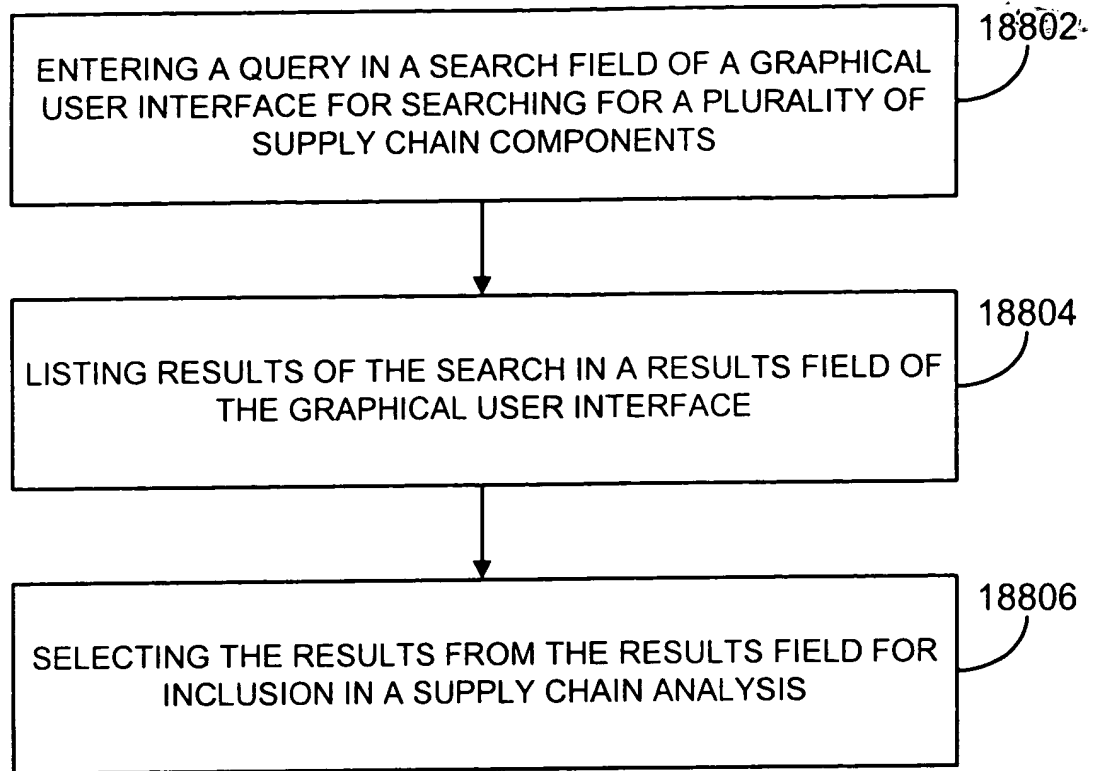 18802
ENTERING A QUERY IN A SEARCH FIELD OF A GRAPHICAL
USER INTERFACE FOR SEARCHING FOR A PLURALITY OF
SUPPLY CHAIN COMPONENTS
18804
LISTING RESULTS OF THE SEARCH IN A RESULTS FIELD OF
THE GRAPHICAL USER INTERFACE
18806
SELECTING THE RESULTS FROM THE RESULTS FIELD FOR
INCLUSION IN A SUPPLY CHAIN ANALYSIS